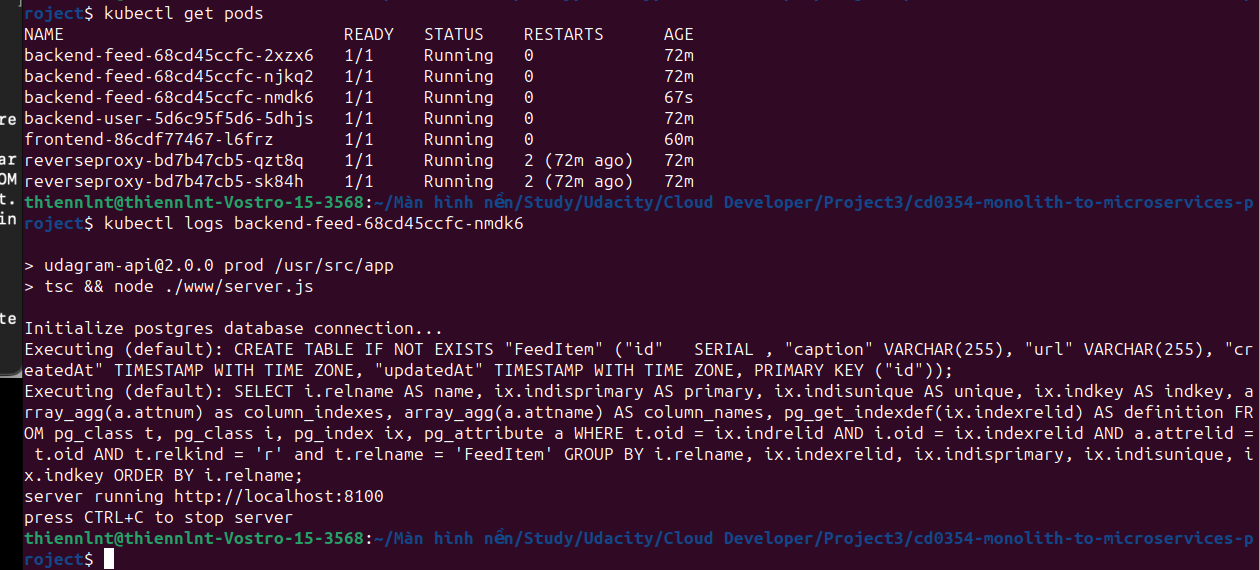 roject$ kubectl get pods
NAME                            READY   STATUS    RESTARTS      AGE
backend-feed-68cd45ccfc-2xzx6   1/1     Running   0             72m
backend-feed-68cd45ccfc-njkq2   1/1     Running   0             72m
backend-feed-68cd45ccfc-nmdk6   1/1     Running   0             67s
backend-user-5d6c95f5d6-5dhjs   1/1     Running   0             72m
frontend-86cdf77467-l6frz       1/1     Running   0             60m
reverseproxy-bd7b47cb5-qzt8q    1/1     Running   2 (72m ago)   72m
reverseproxy-bd7b47cb5-sk84h    1/1     Running   2 (72m ago)   72m
thiennlnt@thiennlnt-Vostro-15-3568:~/Màn hình nền/Study/Udacity/Cloud Developer/Project3/cd0354-monolith-to-microservices-p
roject$ kubectl logs backend-feed-68cd45ccfc-nmdk6
> udagram-api@2.0.0 prod /usr/src/app
> tsc && node ./www/server.js
Initialize postgres database connection...
Executing (default): CREATE TABLE IF NOT EXISTS "FeedItem" ("id"   SERIAL , "caption" VARCHAR(255), "url" VARCHAR(255), "cr
eatedAt" TIMESTAMP WITH TIME ZONE, "updatedAt" TIMESTAMP WITH TIME ZONE, PRIMARY KEY ("id"));
Executing (default): SELECT i.relname AS name, ix.indisprimary AS primary, ix.indisunique AS unique, ix.indkey AS indkey, a
rray_agg(a.attnum) as column_indexes, array_agg(a.attname) AS column_names, pg_get_indexdef(ix.indexrelid) AS definition FR
OM pg_class t, pg_class i, pg_index ix, pg_attribute a WHERE t.oid = ix.indrelid AND i.oid = ix.indexrelid AND a.attrelid =
 t.oid AND t.relkind = 'r' and t.relname = 'FeedItem' GROUP BY i.relname, ix.indexrelid, ix.indisprimary, ix.indisunique, i
x.indkey ORDER BY i.relname;
server running http://localhost:8100
press CTRL+C to stop server
thiennlnt@thiennlnt-Vostro-15-3568:~/Màn hình nền/Study/Udacity/Cloud Developer/Project3/cd0354-monolith-to-microservices-p
roject$
re
ar
OM
t.
in
te